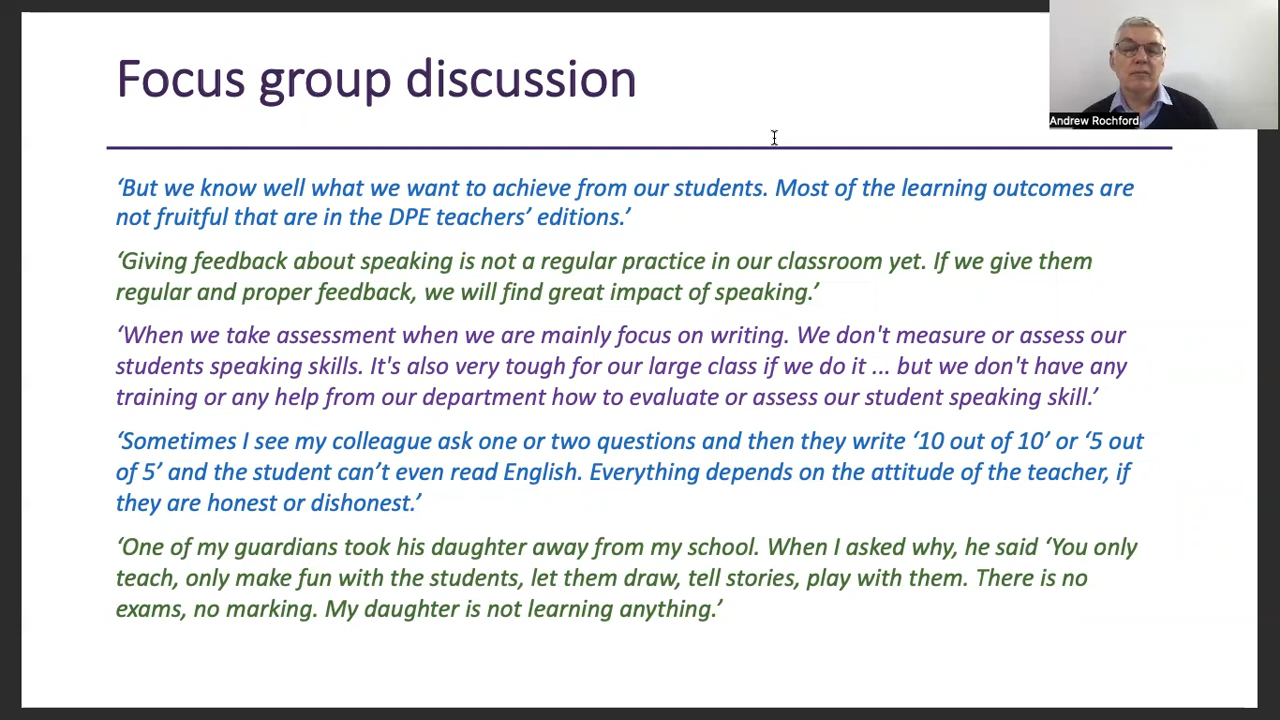 Focus group discussion
Andrew Rochford
‘But we know well what we want to achieve from our students. Most of the learning outcomes are
not fruitful that are in the DPE teachers’ editions.’
‘Giving feedback about speaking is not a regular practice in our classroom yet. If we give them
regular and proper feedback, we will find great impact of speaking.’
‘When we take assessment when we are mainly focus on writing. We don't measure or assess our
students speaking skills. It's also very tough for our large class if we do it ... but we don't have any
training or any help from our department how to evaluate or assess our student speaking skill.’
‘Sometimes I see my colleague ask one or two questions and then they write ‘10 out of 10’ or ‘5 out
of 5’ and the student can’t even read English. Everything depends on the attitude of the teacher, if
they are honest or dishonest.’
‘One of my guardians took his daughter away from my school. When I asked why, he said ‘You only
teach, only make fun with the students, let them draw, tell stories, play with them. There is no
exams, no marking. My daughter is not learning anything.’